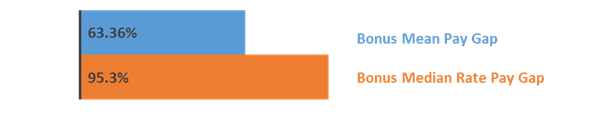 63.36%
Bonus Mean Pay Gap
95.3%
Bonus Median Rate Pay Gap